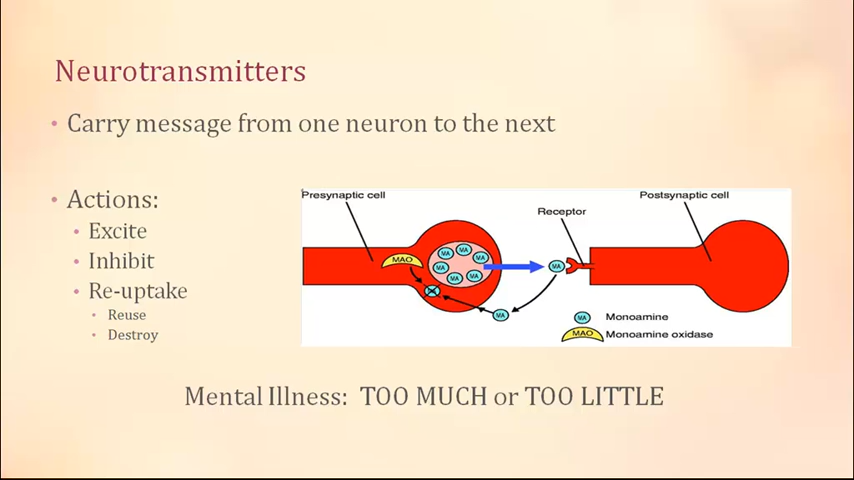 Neurotransmitters
• Carry message from one neuron to the next
• Actions:
• Excite
• Inhibit
• Re-uptake
• Reuse
• Destroy
Presynaptic cell
Postsynaptic cell
Receptor
MAO
MA
MA
MA
MA
MA
MA
MA
MA
MA
MA Monoamine
MAO Monoamine oxidase
Mental Illness: TOO MUCH or TOO LITTLE